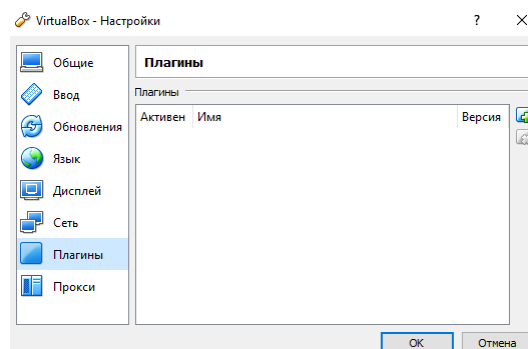 VirtualBox - Настройки
?
Общие
Ввод
Обновления
Язык
Дисплей
Сеть
Плагины
Прокси
Плагины
Плагины
Активен Имя Версия
OK Отмена